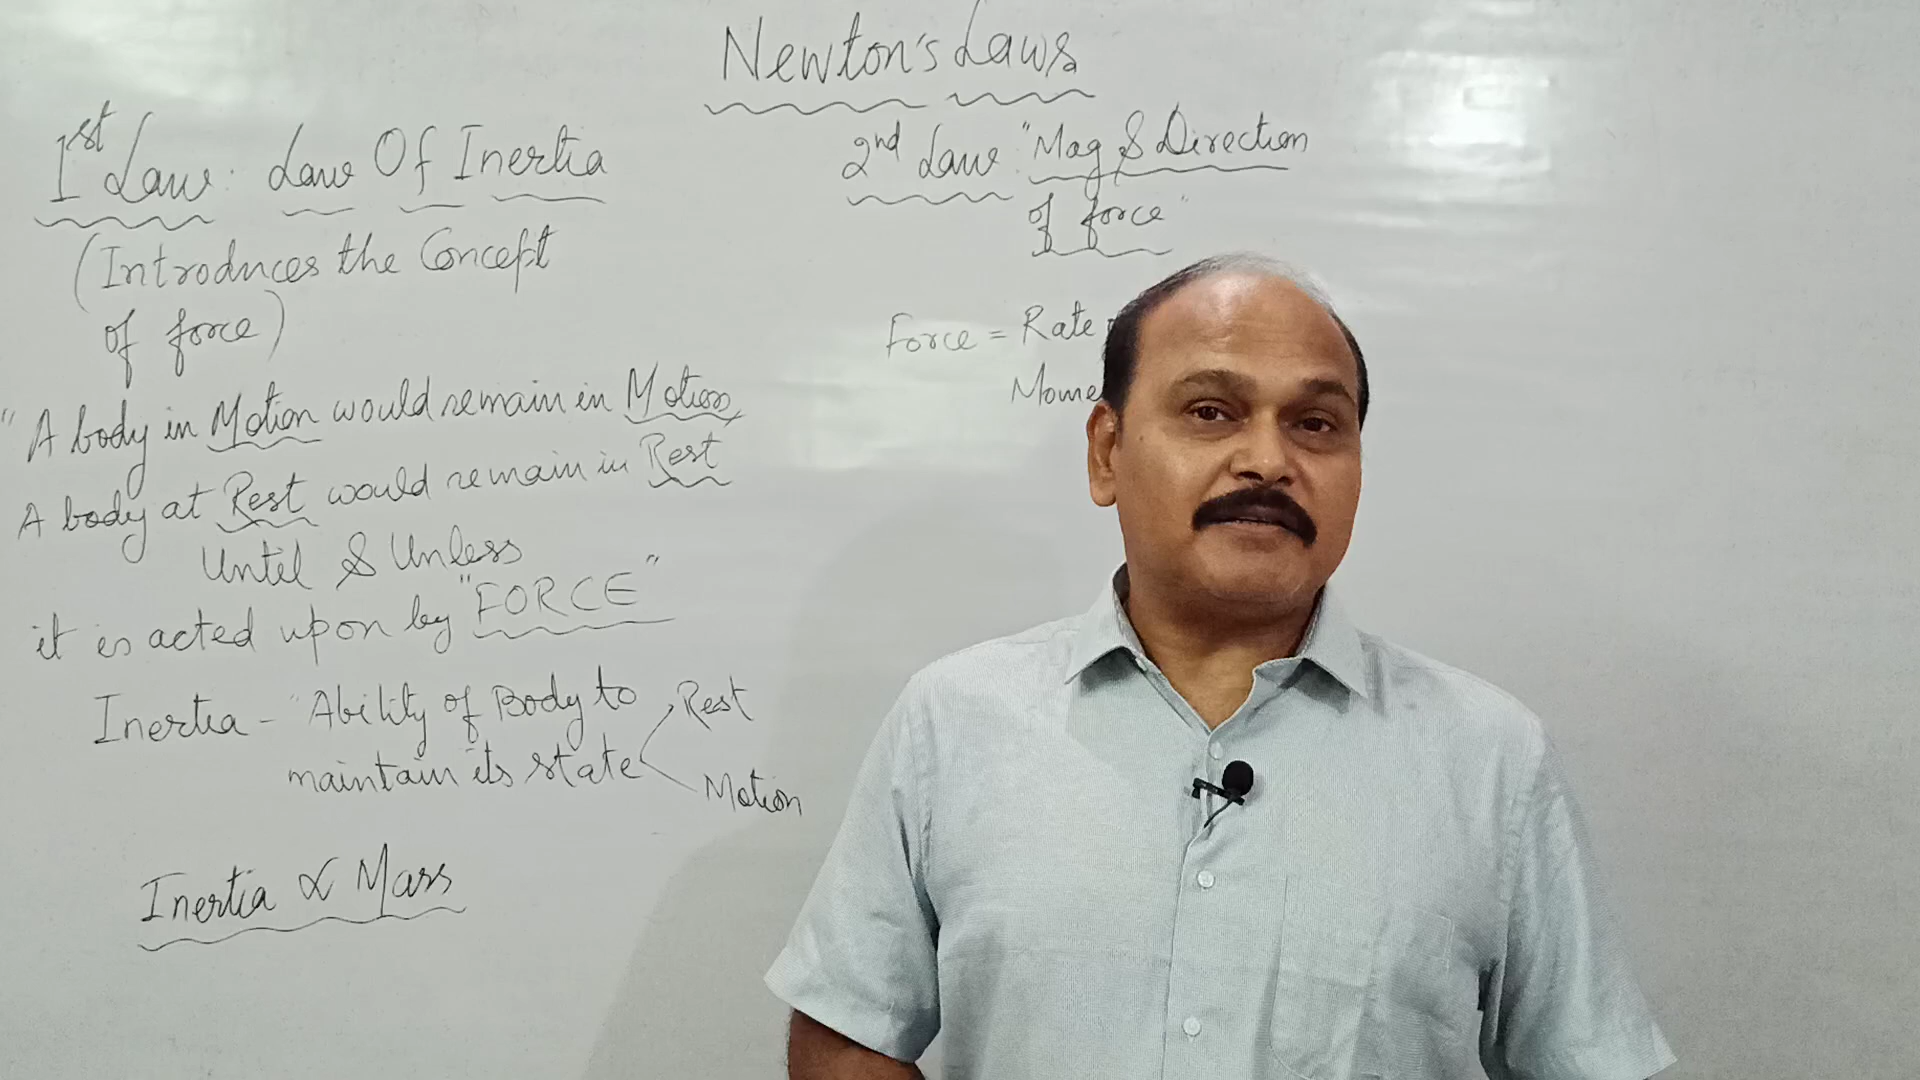 Newton's Laws
1st Law: Law Of Inertia
(Introduces the Concept
of force)
"A body in Motion would remain in Motion,
A body at Rest would remain in Rest
Until & Unless
it is acted upon by "FORCE"
Inertia - "Ability of Body to
maintain its state
Rest
Motion
Inertia ∝ Mass
2nd Law: "Mag & Direction
of force"
Force = Rate